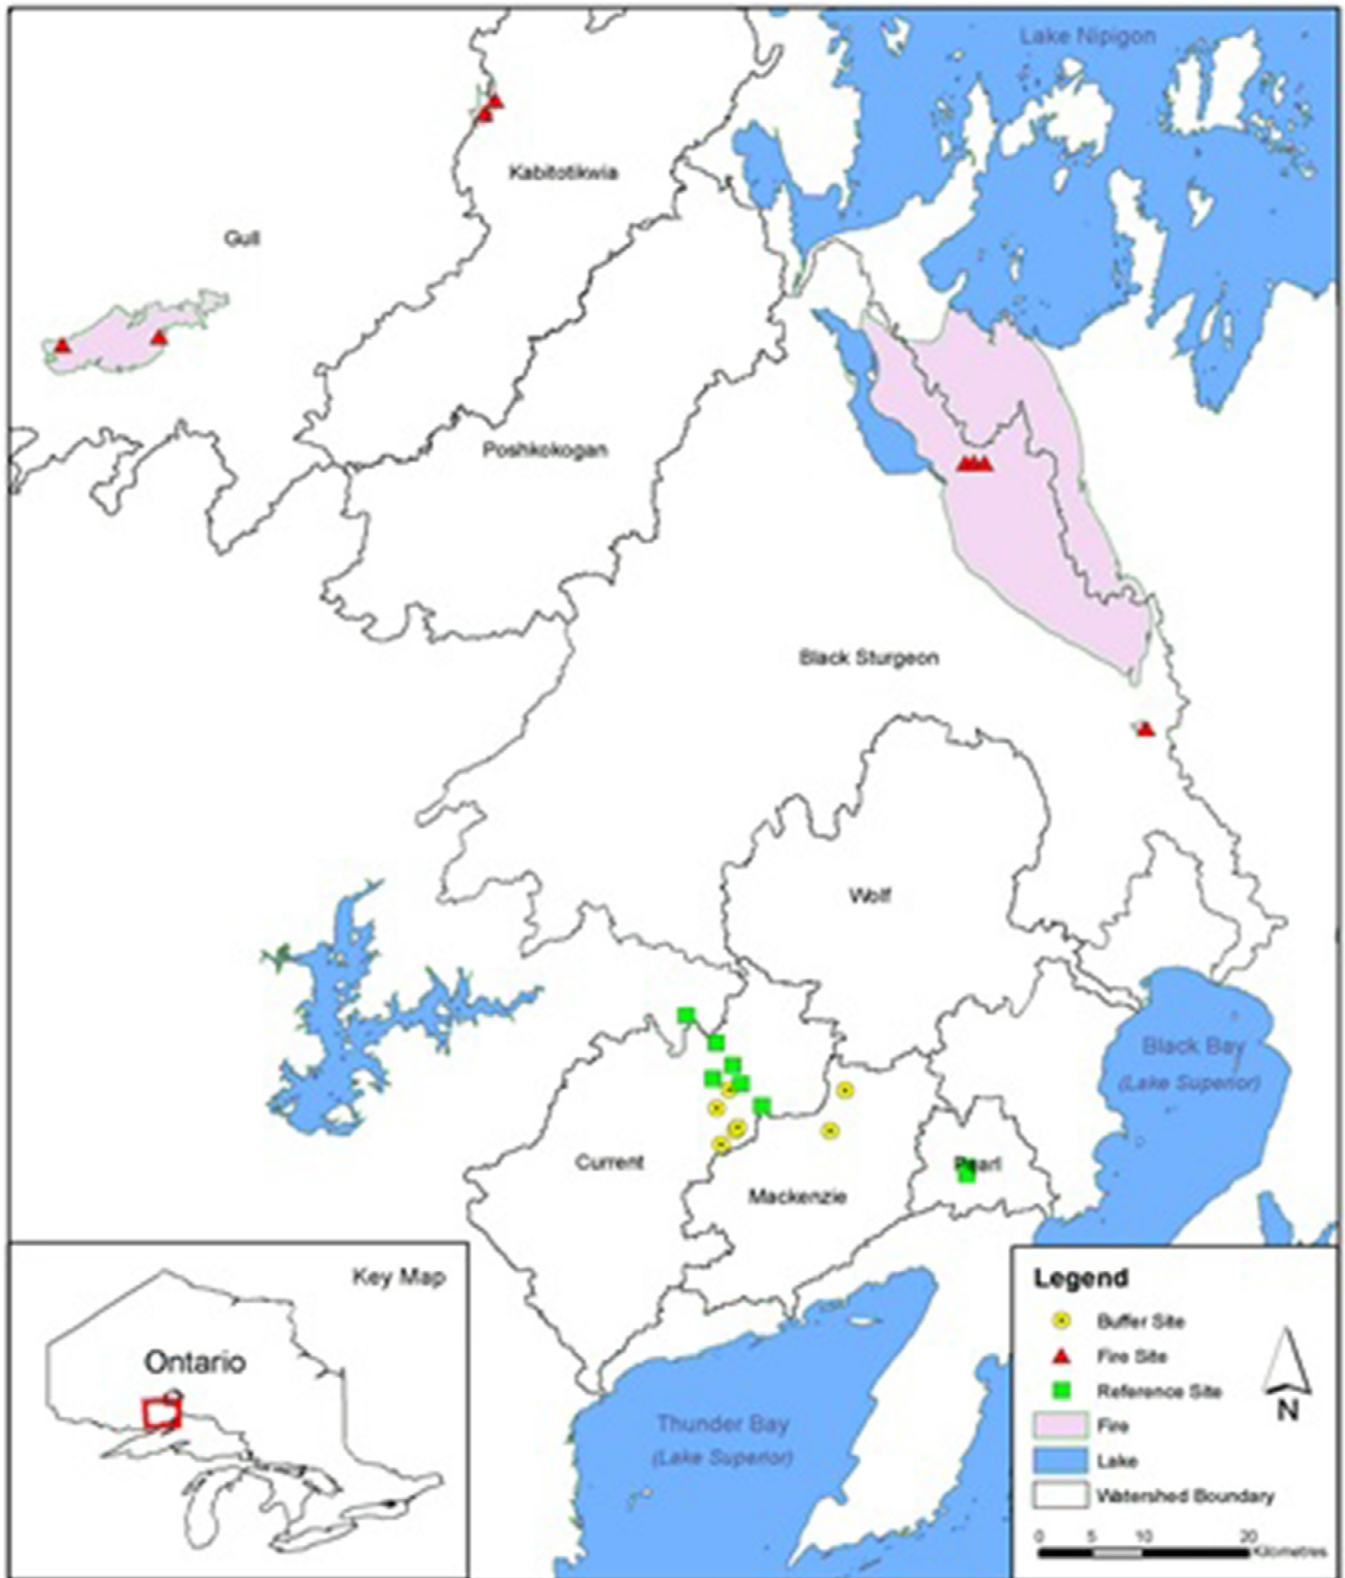 Lake Nipigon
Kabitotikwia
Gull
Poshkokogan
Black Sturgeon
Wolf
Black Bay
(Lake Superior)
Current
Pearl
Mackenzie
Key Map
Ontario
Thunder Bay
(Lake Superior)
Legend
Buffer Site
Fire Site
Reference Site
Fire
Lake
Watershed Boundary
N
0 5 10 20
Kilometres